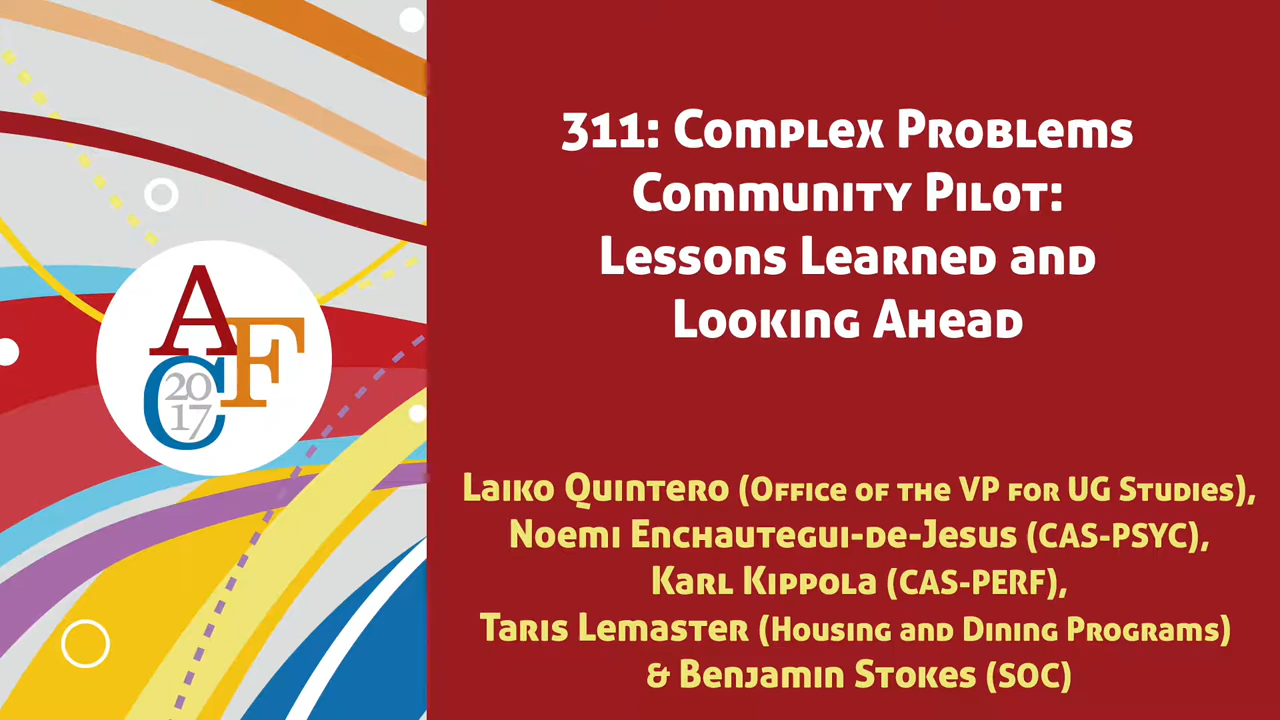 A
F
C
20
17
311: Complex Problems
Community Pilot:
Lessons Learned and
Looking Ahead
Laiko Quintero (Office of the VP for UG Studies),
Noemi Enchautegui-de-Jesus (CAS-PSYC),
Karl Kippola (CAS-PERF),
Taris Lemaster (Housing and Dining Programs)
& Benjamin Stokes (SOC)